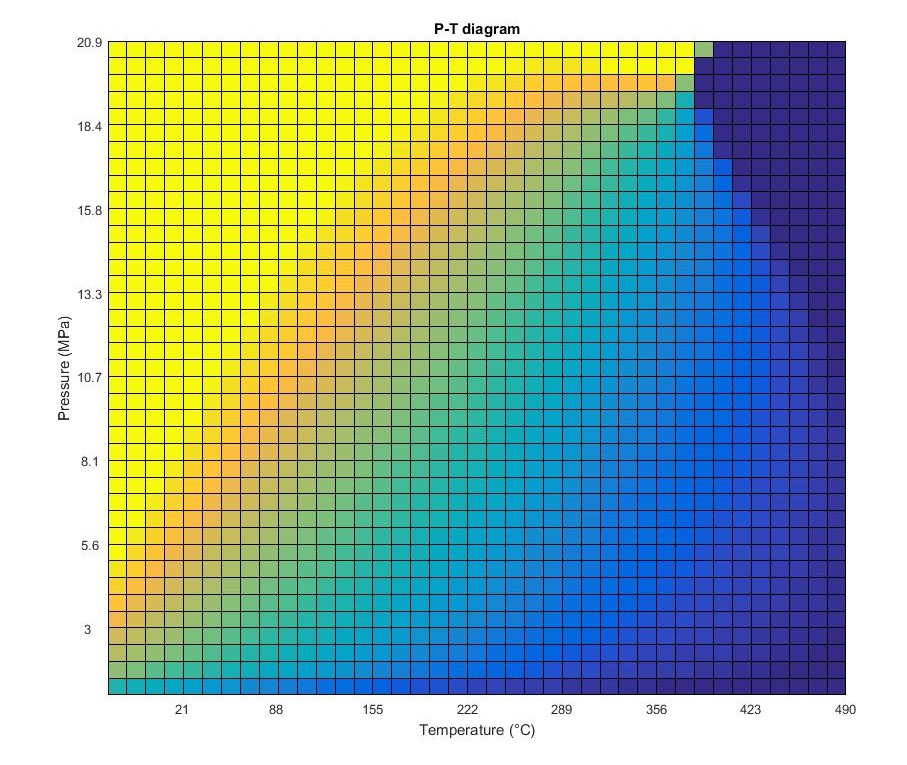 P-T diagram
20.9
18.4
15.8
13.3
10.7
8.1
5.6
3
Pressure (MPa)
21 88 155 222 289 356 423 490
Temperature (°C)